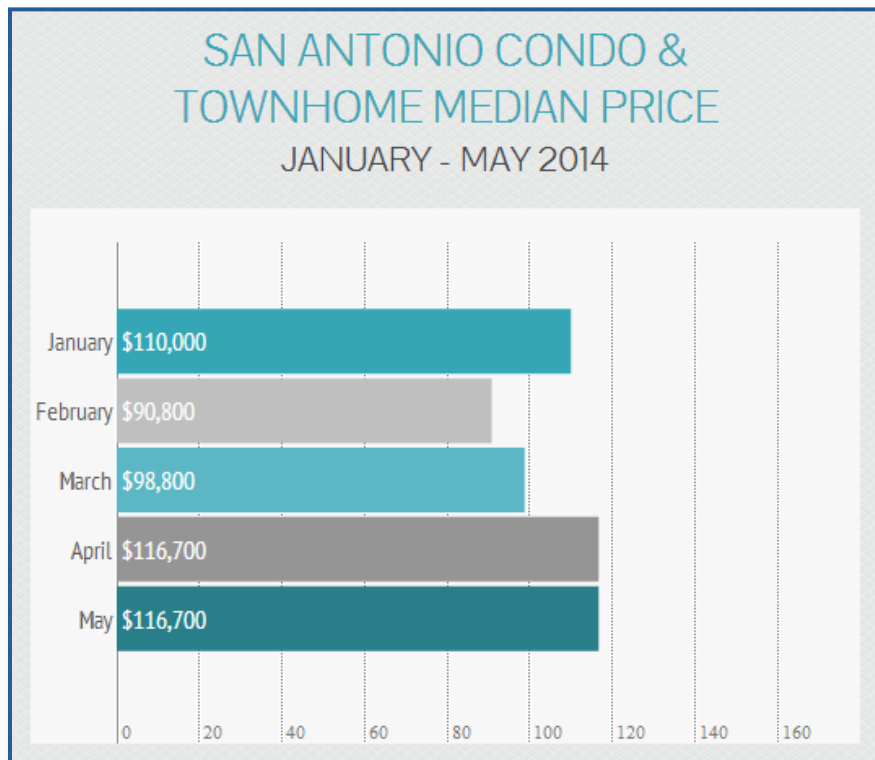 SAN ANTONIO CONDO &
TOWNHOME MEDIAN PRICE
JANUARY - MAY 2014
January $110,000
February $90,800
March $98,800
April $116,700
May $116,700
0 20 40 60 80 100 120 140 160